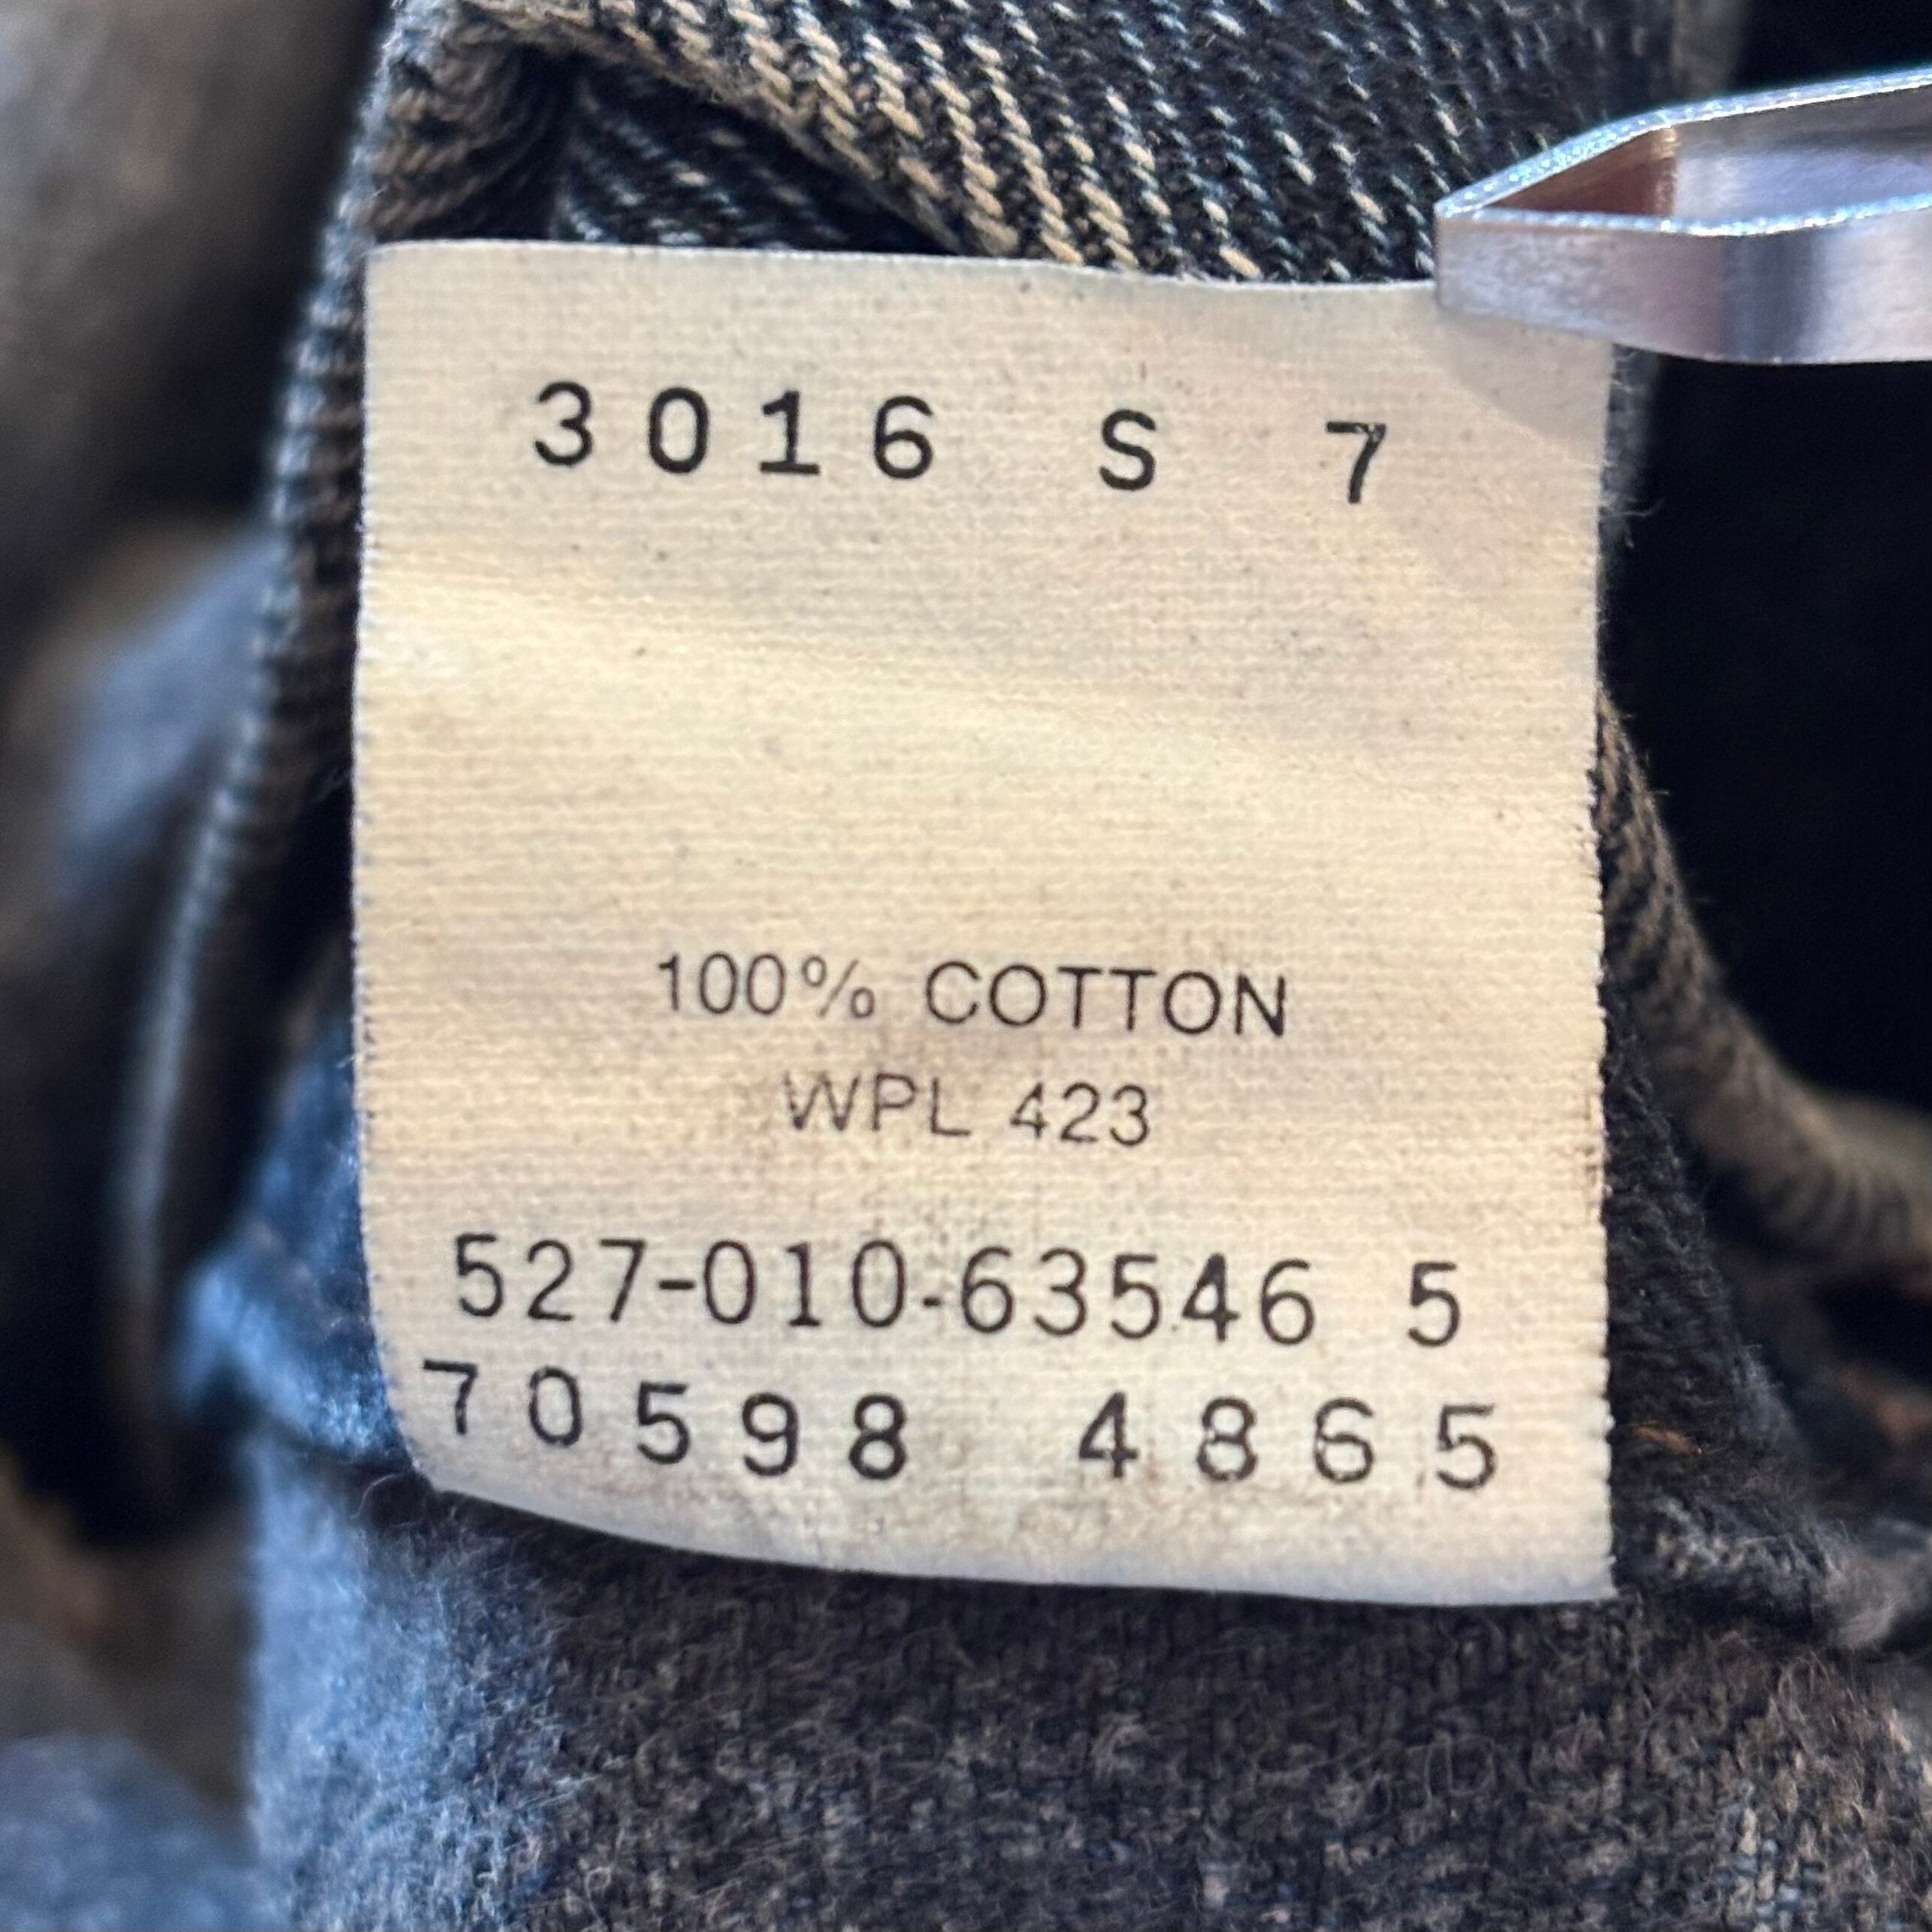 3016 S 7
100% COTTON
WPL 423
527-010-63546 5
70598 4865